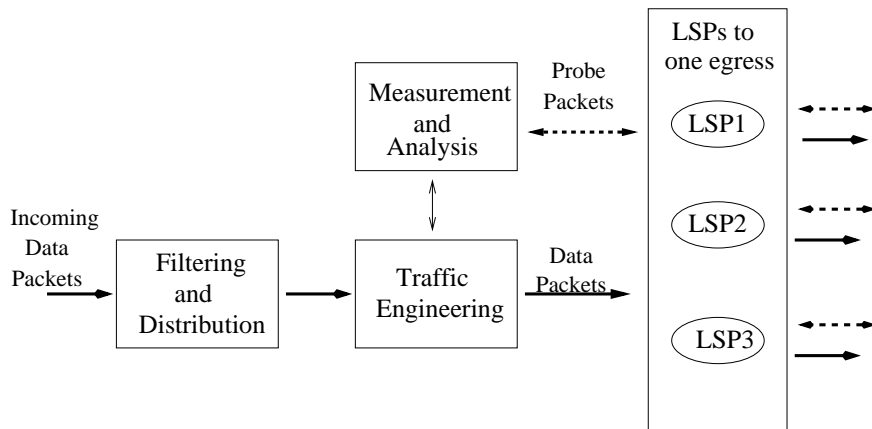 Incoming
Data
Packets
Filtering
and
Distribution
Measurement
and
Analysis
Traffic
Engineering
Probe
Packets
Data
Packets
LSPs to
one egress
LSP1
LSP2
LSP3